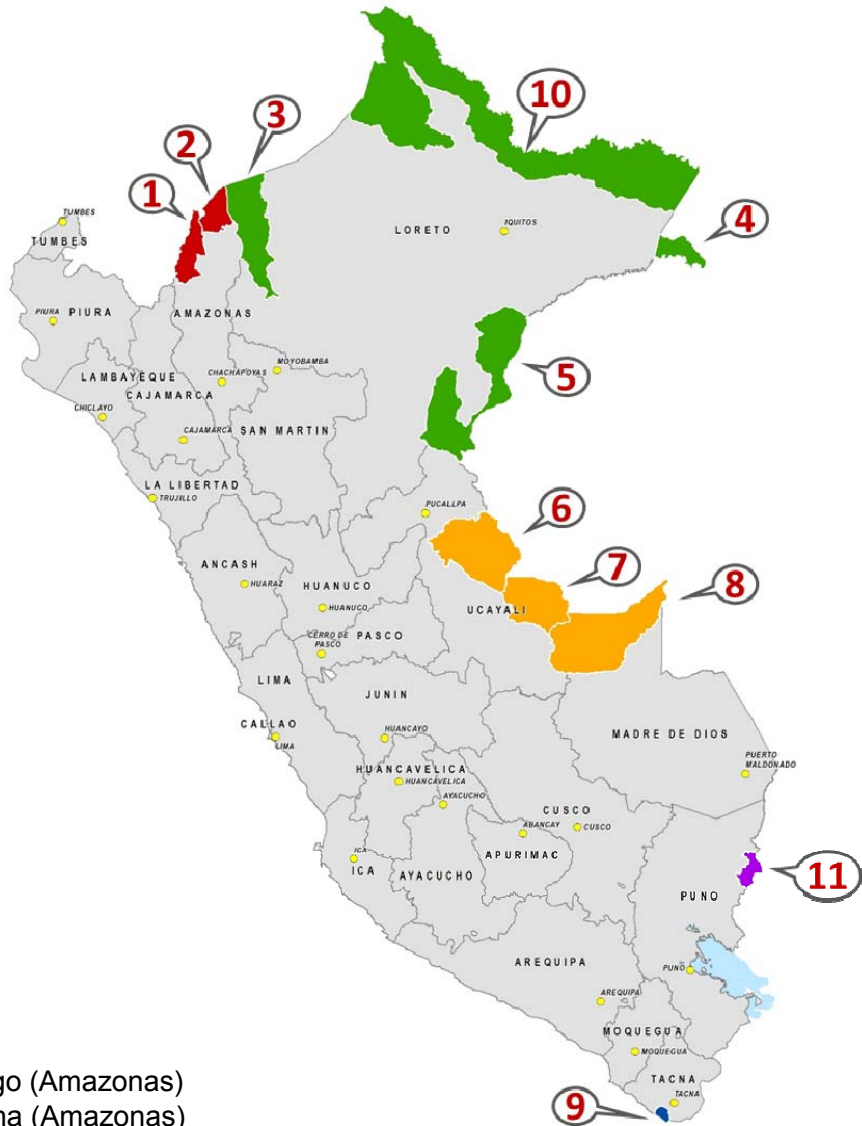 10
3
2
1
TUMBES
TUMBES
LORETO
IQUITOS
4
PIURA
PIURA
AMAZONAS
5
MOYOBAMBA
CHACHAPOYAS
LAMBAYEQUE
CAJAMARCA
CHICLAYO
SAN MARTIN
CAJAMARCA
LA LIBERTAD
TRUJILLO
PUCALLPA
6
ANCASH
7
8
HUARAZ
HUANUCO
HUANUCO
UCAYALI
CERRO DE
PASCO
PASCO
LIMA
JUNIN
CALLAO
LIMA
HUANCAYO
MADRE DE DIOS
PUERTO
MALDONADO
HUANCAVELICA
HUANCAVELICA
AYACUCHO
CUSCO
ABANCAY
CUSCO
ICA
ICA
APURIMAC
AYACUCHO
11
PUNO
AREQUIPA
PUNO
AREQUIPA
MOQUEGUA
MOQUEGUA
TACNA
TACNA
9
go (Amazonas)
na (Amazonas)